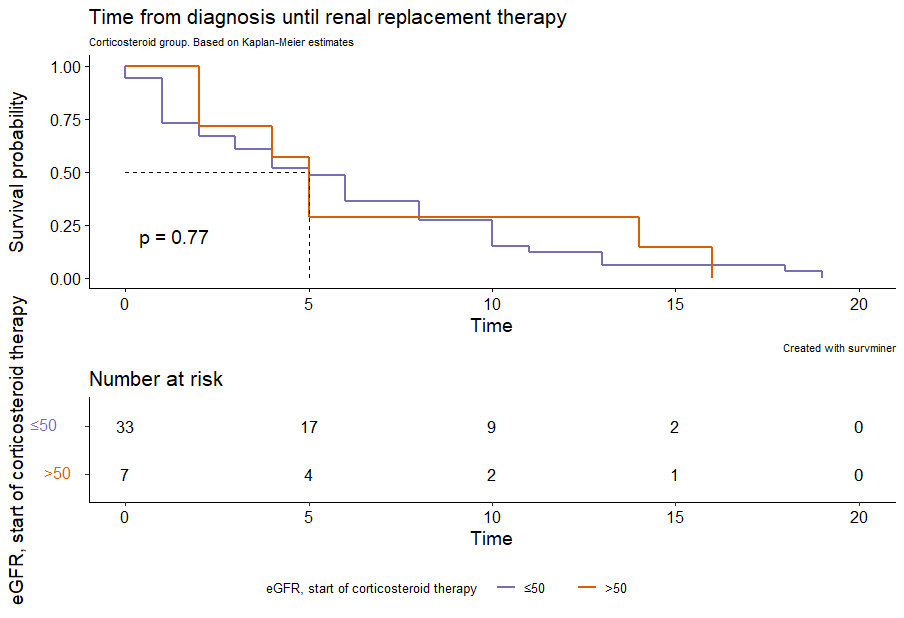 Time from diagnosis until renal replacement therapy
Corticosteroid group. Based on Kaplan-Meier estimates
Survival probability
1.00
0.75
0.50
0.25
0.00
p = 0.77
0 5 10 15 20
Time
Created with survminer
Number at risk
eGFR, start of corticosteroid therapy
≤50 33 17 9 2 0
>50 7 4 2 1 0
0 5 10 15 20
Time
eGFR, start of corticosteroid therapy ≤50 >50